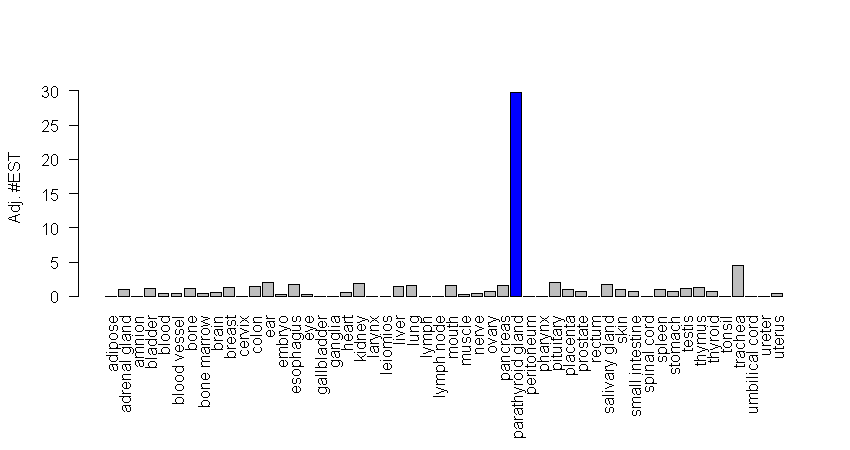 Adj. #EST
30
25
20
15
10
5
0
adipose
adrenal gland
amnion
bladder
blood
blood vessel
bone
bone marrow
brain
breast
cervix
colon
ear
embryo
esophagus
eye
gallbladder
ganglia
heart
kidney
larynx
leiomios
liver
lung
lymph
lymph node
mouth
muscle
nerve
ovary
pancreas
parathyroid gland
peritoneum
pharynx
pituitary
placenta
prostate
rectum
salivary gland
skin
small intestine
spinal cord
spleen
stomach
testis
thymus
thyroid
tonsil
trachea
umbilical cord
ureter
uterus